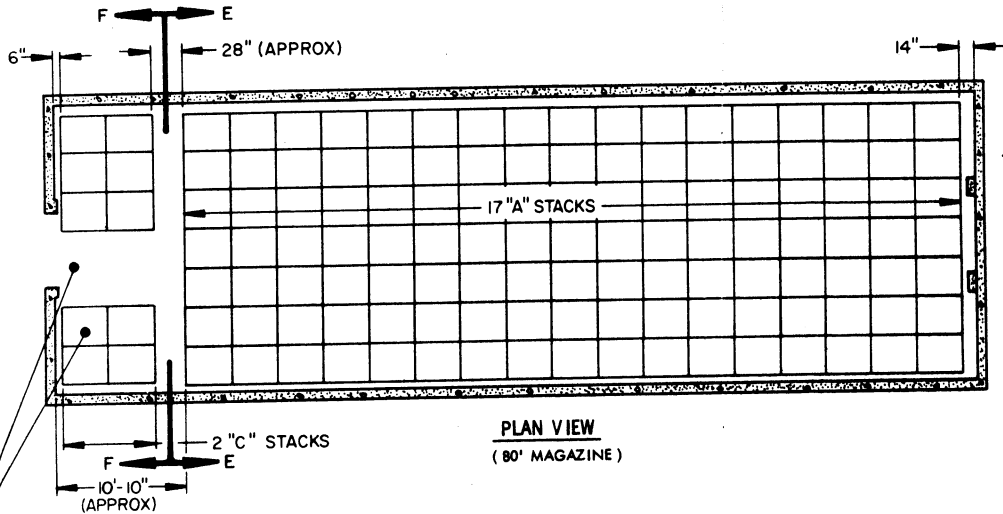 F E
6"
28" (APPROX)
14"
17 "A" STACKS
2 "C" STACKS
F E
10'-10"
(APPROX)
PLAN VIEW
( 80' MAGAZINE )